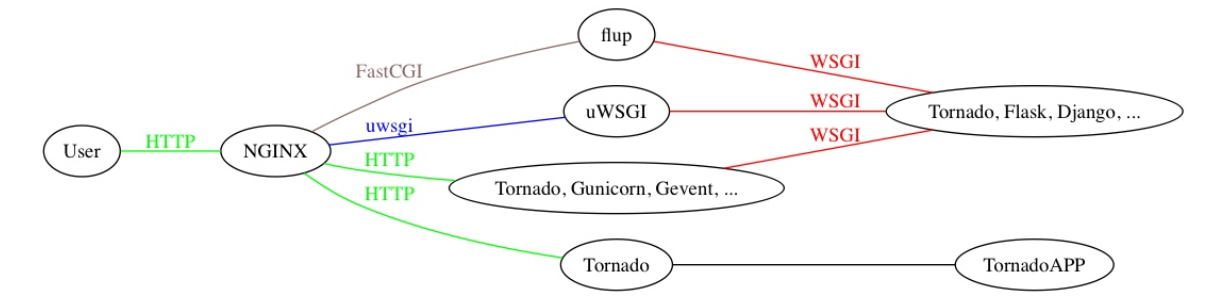 flup
FastCGI
WSGI
uWSGI
WSGI
Tornado, Flask, Django, ...
uwsgi
User
HTTP
NGINX
WSGI
HTTP
Tornado, Gunicorn, Gevent, ...
HTTP
Tornado
TornadoAPP